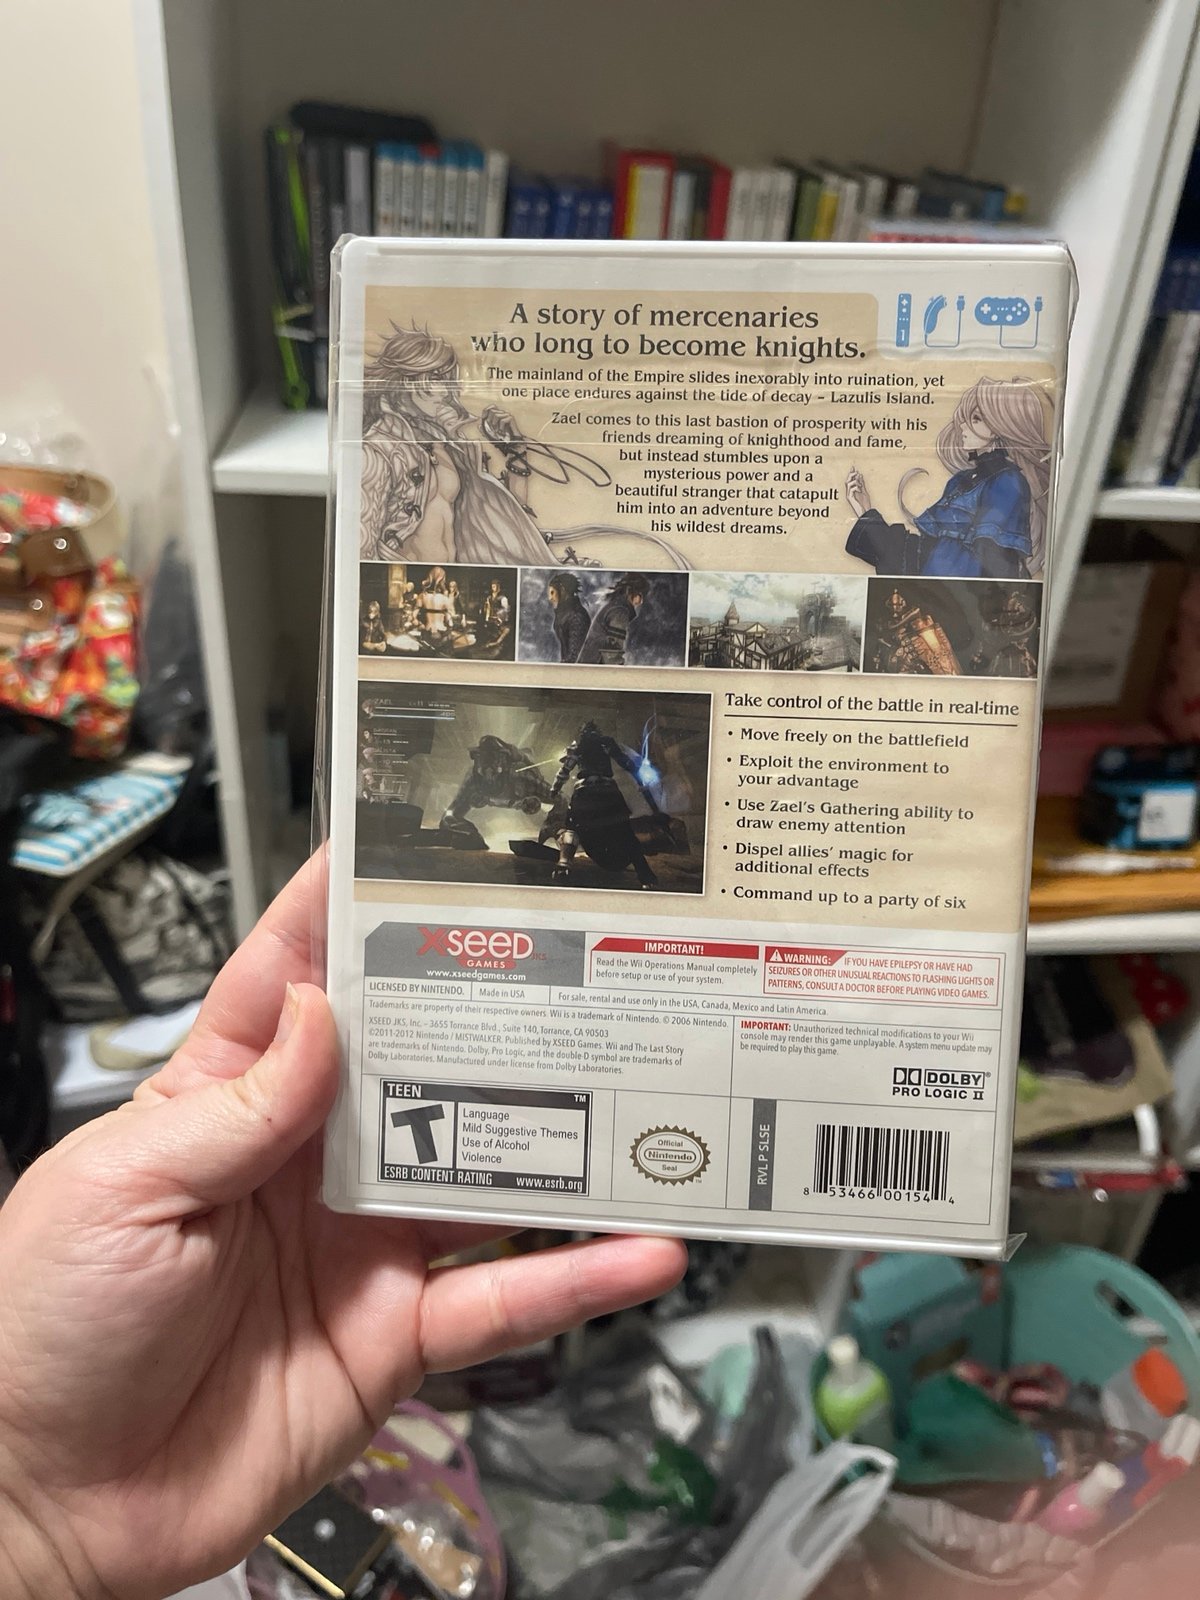 1
A story of mercenaries
who long to become knights.
The mainland of the Empire slides inexorably into ruination, yet
one place endures against the tide of decay – Lazulis Island.
Zael comes to this last bastion of prosperity with his
friends dreaming of knighthood and fame,
but instead stumbles upon a
mysterious power and a
beautiful stranger that catapult
him into an adventure beyond
his wildest dreams.
ZAEL
Take control of the battle in real-time
• Move freely on the battlefield
• Exploit the environment to
your advantage
• Use Zael's Gathering ability to
draw enemy attention
• Dispel allies' magic for
additional effects
• Command up to a party of six
XSEED JKS
GAMES
www.xseedgames.com
IMPORTANT!
Read the Wii Operations Manual completely
before setup or use of your system.
WARNING: IF YOU HAVE EPILEPSY OR HAVE HAD
SEIZURES OR OTHER UNUSUAL REACTIONS TO FLASHING LIGHTS OR
PATTERNS, CONSULT A DOCTOR BEFORE PLAYING VIDEO GAMES.
LICENSED BY NINTENDO.
Made in USA
For sale, rental and use only in the USA, Canada, Mexico and Latin America.
Trademarks are property of their respective owners. Wii is a trademark of Nintendo. © 2006 Nintendo.
XSEED JKS, Inc. – 3655 Torrance Blvd., Suite 140, Torrance, CA 90503
©2011-2012 Nintendo / MISTWALKER. Published by XSEED Games. Wii and The Last Story
are trademarks of Nintendo. Dolby, Pro Logic, and the double-D symbol are trademarks of
Dolby Laboratories. Manufactured under license from Dolby Laboratories.
IMPORTANT: Unauthorized technical modifications to your Wii
console may render this game unplayable. A system menu update may
be required to play this game.
DOLBY®
PRO LOGIC II
TEEN
TM
T
Language
Mild Suggestive Themes
Use of Alcohol
Violence
ESRB CONTENT RATING www.esrb.org
Official
Nintendo
Seal
TM
RVL P SLSE
8 53466 00154 4